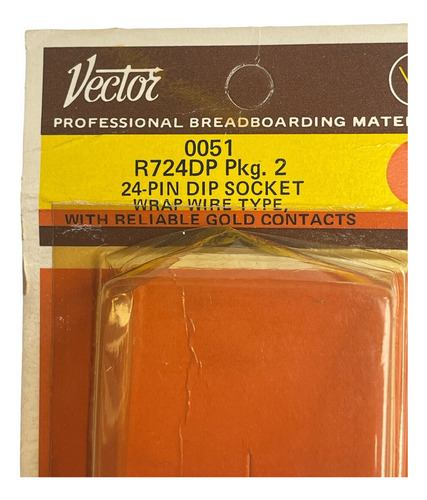 Vector
PROFESSIONAL BREADBOARDING MATE
0051
R724DP Pkg. 2
24-PIN DIP SOCKET
WRAP WIRE TYPE,
WITH RELIABLE GOLD CONTACTS